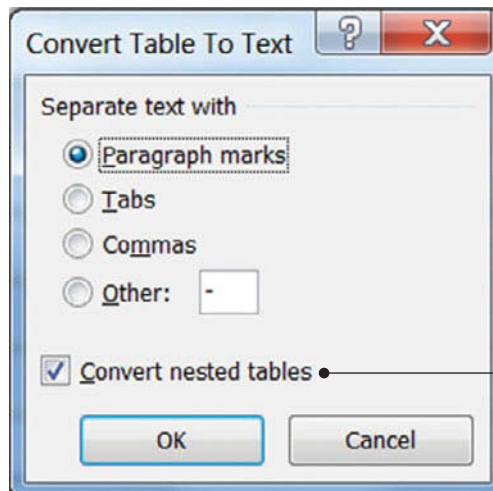 Convert Table To Text
Separate text with
Paragraph marks
Tabs
Commas
Other: -
Convert nested tables
OK Cancel